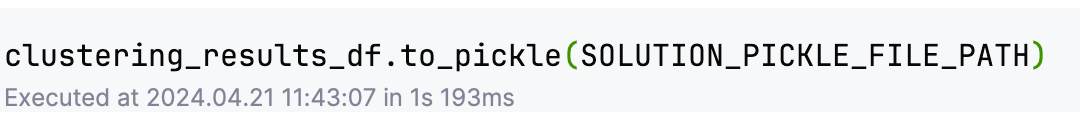 clustering_results_df.to_pickle(SOLUTION_PICKLE_FILE_PATH)
Executed at 2024.04.21 11:43:07 in 1s 193ms